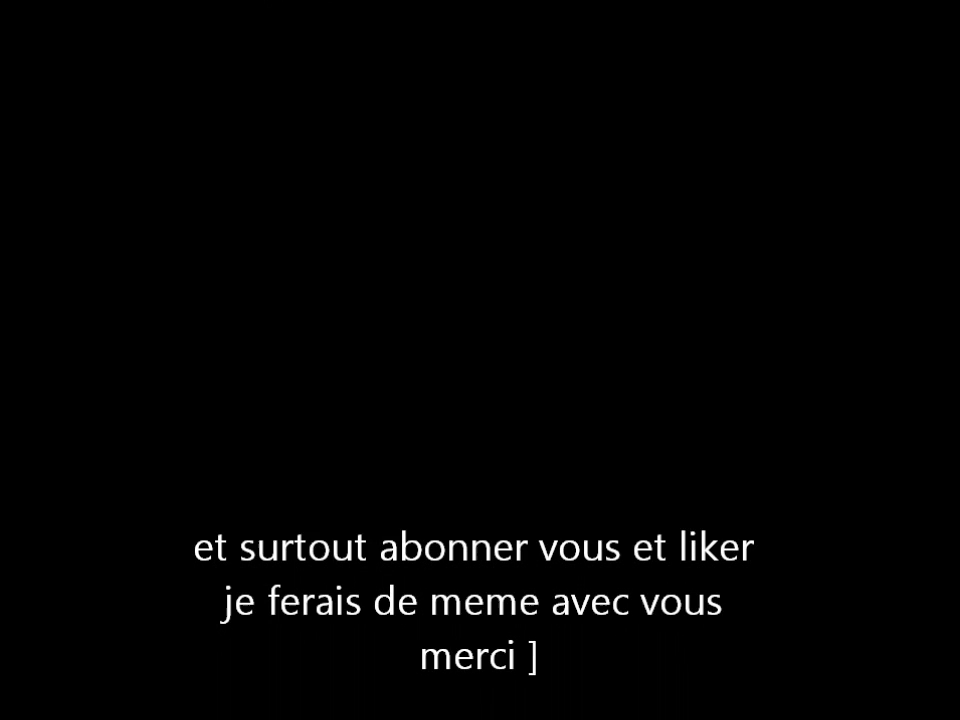 et surtout abonner vous et liker
je ferais de meme avec vous
merci ]